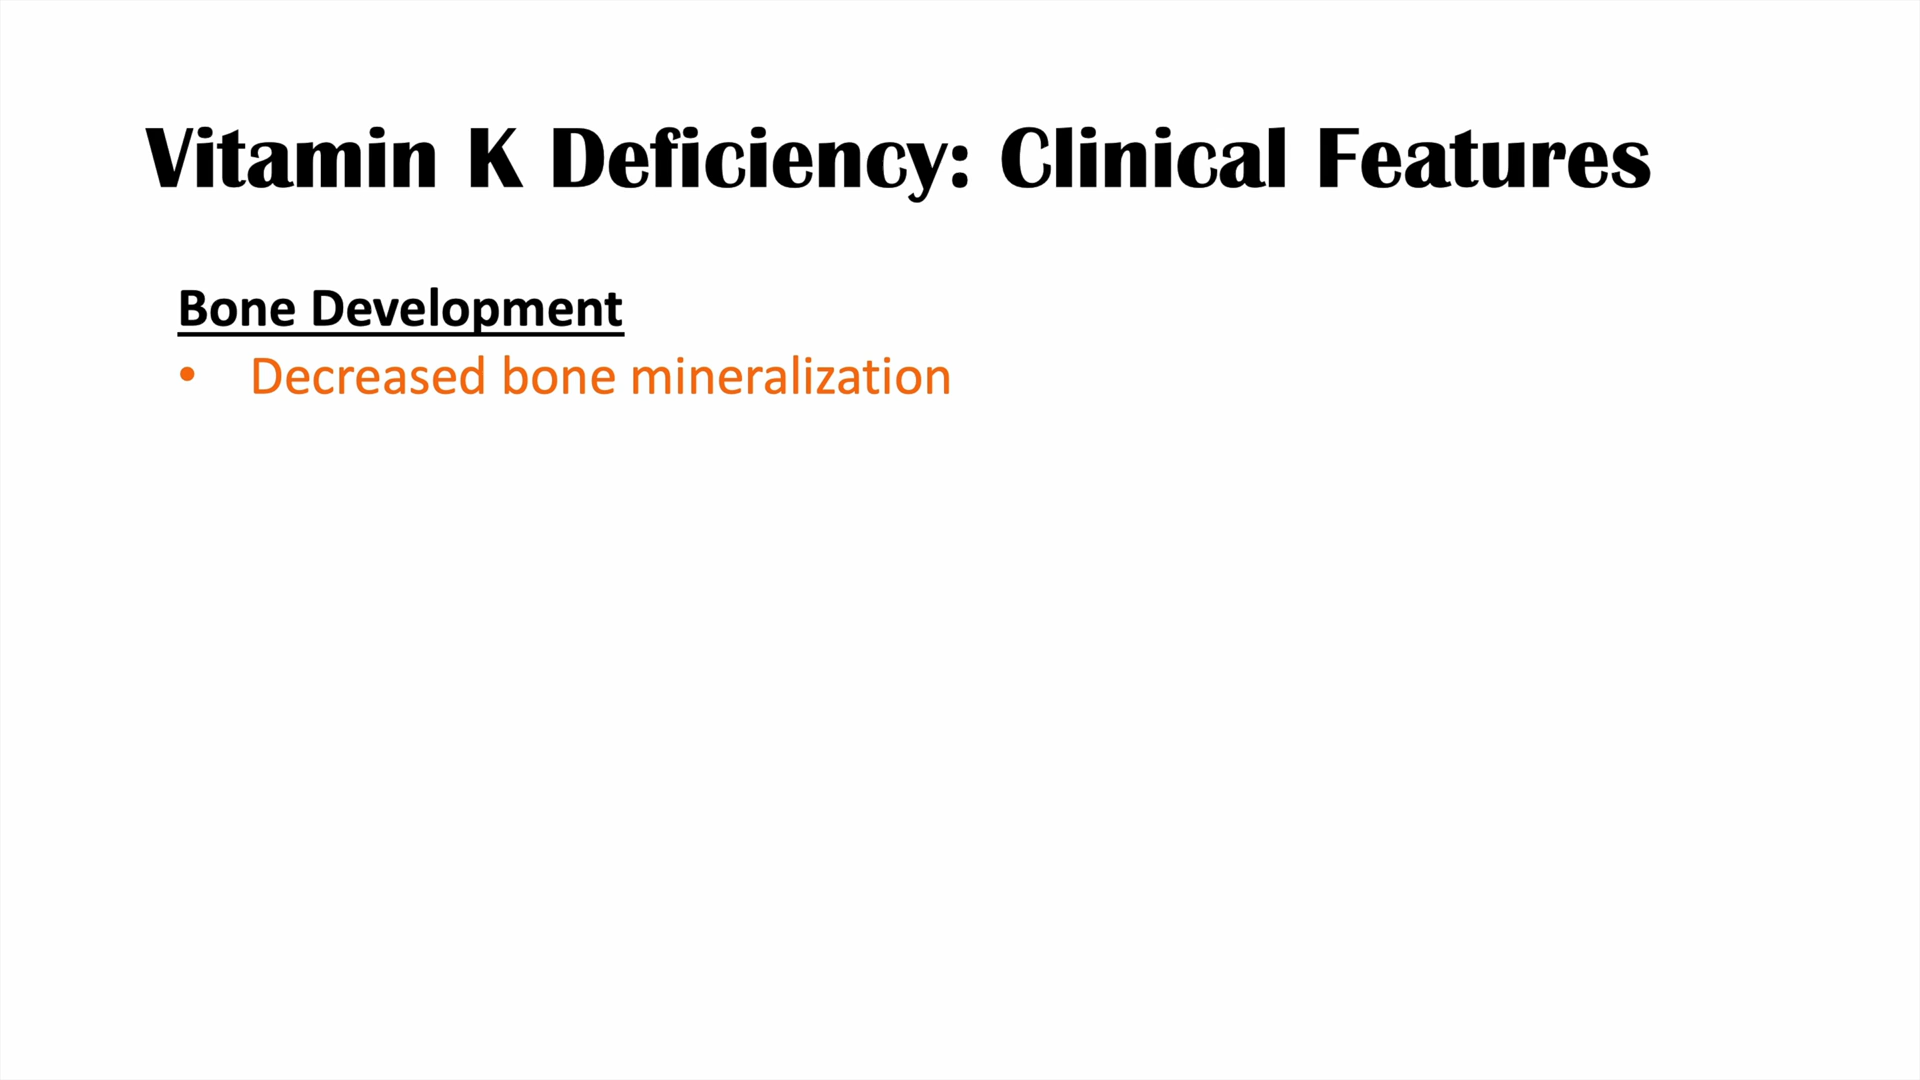 Vitamin K Deficiency: Clinical Features
Bone Development
• Decreased bone mineralization